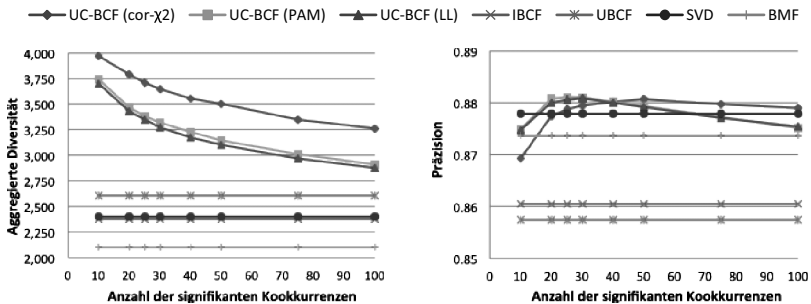 UC-BCF (cor-χ2) UC-BCF (PAM) UC-BCF (LL) IBCF UBCF SVD BMF
Aggregierte Diversität
4,000
3,750
3,500
3,250
3,000
2,750
2,500
2,250
2,000
0 10 20 30 40 50 60 70 80 90 100
Anzahl der signifikanten Kookkurrenzen
Präzision
0.89
0.88
0.87
0.86
0.85
0 10 20 30 40 50 60 70 80 90 100
Anzahl der signifikanten Kookkurrenzen